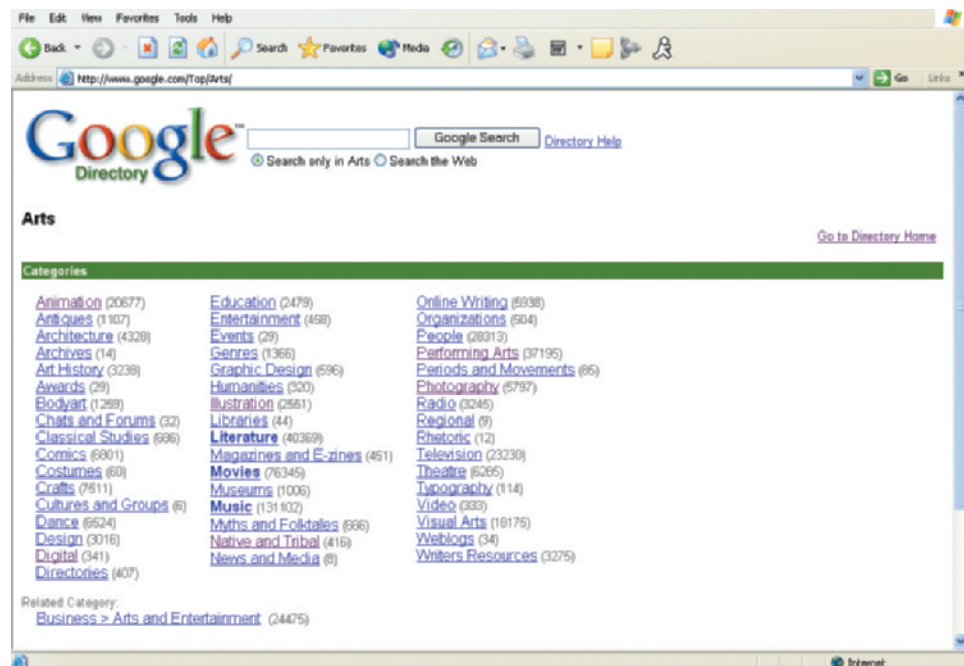 File Edit View Favorites Tools Help
Back Search Favorites Media
Address http://www.google.com/Top/Arts/ Go Links
Google™ Google Search Directory Help
Directory Search only in Arts Search the Web
Arts
Go to Directory Home
Categories
Animation (20677) Education (2479) Online Writing (5938)
Antiques (1107) Entertainment (458) Organizations (504)
Architecture (4328) Events (29) People (28313)
Archives (14) Genres (1366) Performing Arts (37195)
Art History (3238) Graphic Design (596) Periods and Movements (85)
Awards (29) Humanities (320) Photography (5797)
Bodyart (1269) Illustration (2551) Radio (3245)
Chats and Forums (32) Libraries (44) Regional (9)
Classical Studies (686) Literature (40369) Rhetoric (12)
Comics (6801) Magazines and E-zines (451) Television (23230)
Costumes (60) Movies (76345) Theatre (6285)
Crafts (7511) Museums (1006) Typography (114)
Cultures and Groups (6) Music (131102) Video (333)
Dance (6524) Myths and Folktales (666) Visual Arts (18175)
Design (3016) Native and Tribal (416) Weblogs (34)
Digital (341) News and Media (8) Writers Resources (3275)
Directories (407)
Related Category:
Business > Arts and Entertainment (24475)
Internet